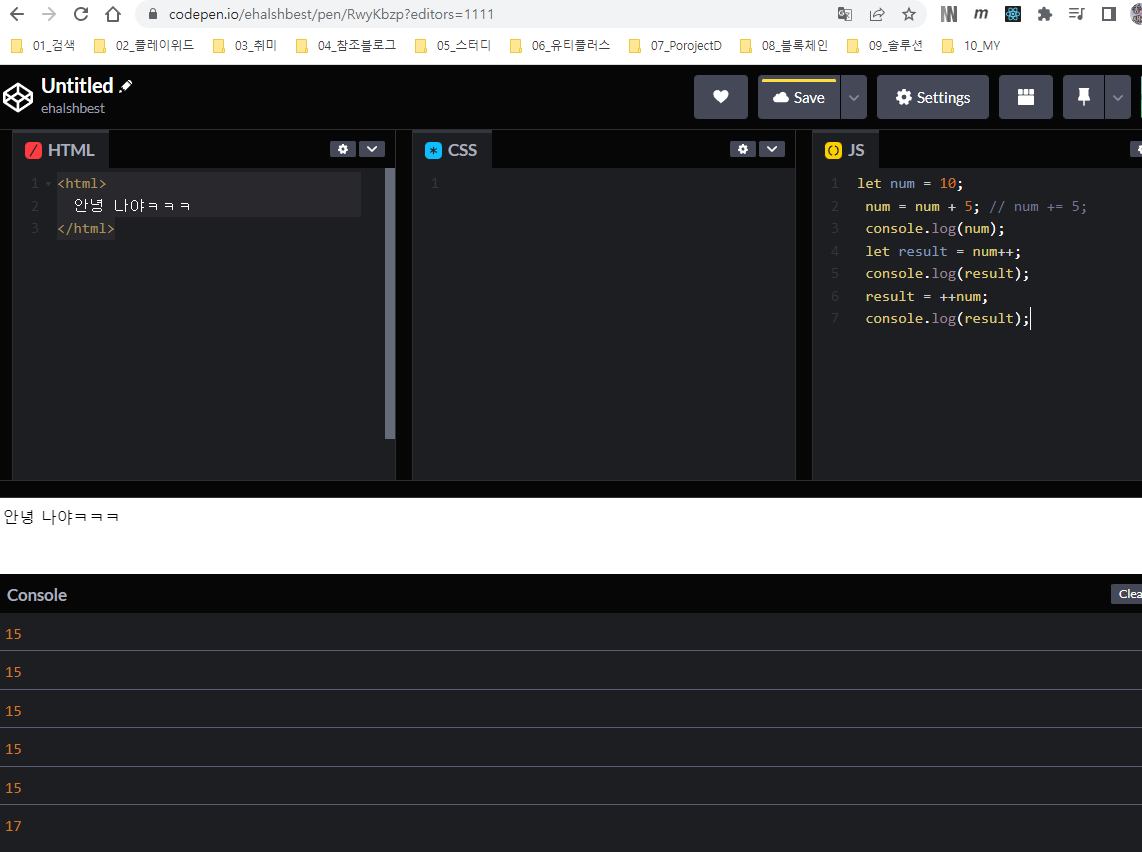 codepen.io/ehalshbest/pen/RwyKbzp?editors=1111
01_검색 02_플레이위드 03_취미 04_참조블로그 05_스터디 06_유티플러스 07_PorojectD 08_블록체인 09_솔루션 10_MY
Untitled
ehalshbest
Save
Settings
HTML
1 <html>
2 안녕 나야ㅋㅋㅋ
3 </html>
CSS
1
JS
1 let num = 10;
2 num = num + 5; // num += 5;
3 console.log(num);
4 let result = num++;
5 console.log(result);
6 result = ++num;
7 console.log(result);
안녕 나야ㅋㅋㅋ
Console
Clea
15
15
15
15
15
17